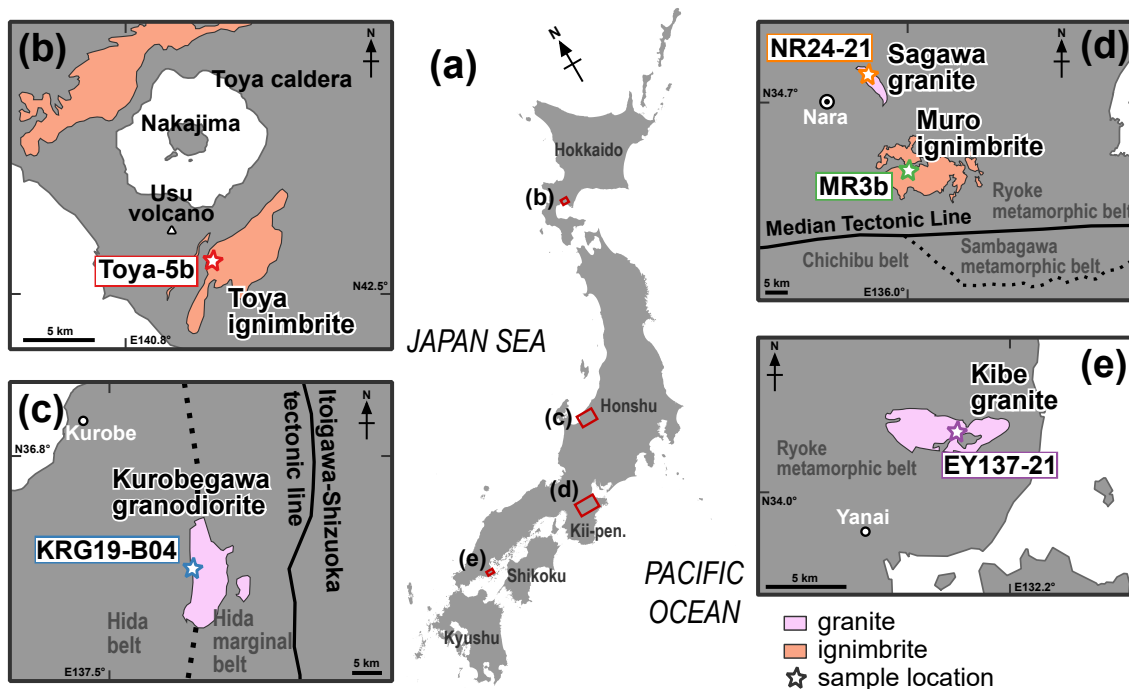 (b)
Toya caldera
Nakajima
Usu
volcano
Toya-5b
Toya
ignimbrite
N42.5°
5 km
E140.8°
N
(a)
N
Hokkaido
(b)
JAPAN SEA
(c)
Honshu
(d)
Kii-pen.
(e)
Shikoku
Kyushu
PACIFIC
OCEAN
(c)
N
Kurobe
N36.8°
Kurobegawa
granodiorite
Itoigawa-Shizuoka
tectonic line
KRG19-B04
Hida
belt
Hida
marginal
belt
E137.5°
5 km
(d)
N
NR24-21
Sagawa
granite
N34.7°
Nara
Muro
ignimbrite
MR3b
Ryoke
metamorphic belt
Median Tectonic Line
Chichibu belt
Sambagawa
metamorphic belt
5 km
E136.0°
(e)
N
Kibe
granite
Ryoke
metamorphic belt
EY137-21
N34.0°
Yanai
5 km
E132.2°
granite
ignimbrite
sample location